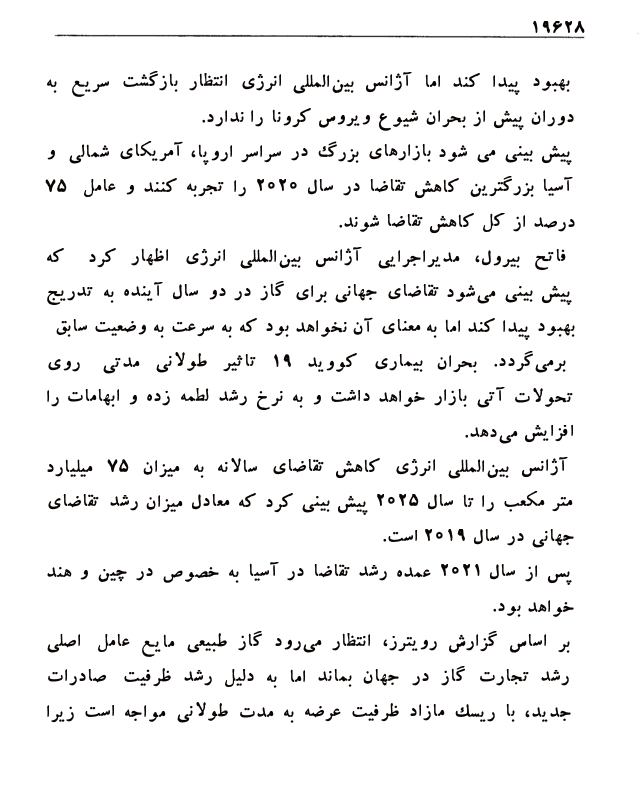 ۱۹۶۲۸
بهبود پیدا کند اما آژانس بین‌المللی انرژی انتظار بازگشت سریع به
دوران پیش از بحران شیوع ویروس کرونا را ندارد.
پیش بینی می شود بازارهای بزرگ در سراسر اروپا، آمریکای شمالی و
آسیا بزرگترین کاهش تقاضا در سال ۲۰۲۰ را تجربه کنند و عامل ۷۵
درصد از کل کاهش تقاضا شوند.
فاتح بیرول، مدیراجرایی آژانس بین‌المللی انرژی اظهار کرد که
پیش بینی می‌شود تقاضای جهانی برای گاز در دو سال آینده به تدریج
بهبود پیدا کند اما به معنای آن نخواهد بود که به سرعت به وضعیت سابق
برمی‌گردد. بحران بیماری کووید ۱۹ تاثیر طولانی مدتی روی
تحولات آتی بازار خواهد داشت و به نرخ رشد لطمه زده و ابهامات را
افزایش می‌دهد.
آژانس بین‌المللی انرژی کاهش تقاضای سالانه به میزان ۷۵ میلیارد
متر مکعب را تا سال ۲۰۲۵ پیش بینی کرد که معادل میزان رشد تقاضای
جهانی در سال ۲۰۱۹ است.
پس از سال ۲۰۲۱ عمده رشد تقاضا در آسیا به خصوص در چین و هند
خواهد بود.
بر اساس گزارش رویترز، انتظار می‌رود گاز طبیعی مایع عامل اصلی
رشد تجارت گاز در جهان بماند اما به دلیل رشد ظرفیت صادرات
جدید، با ریسک مازاد ظرفیت عرضه به مدت طولانی مواجه است زیرا